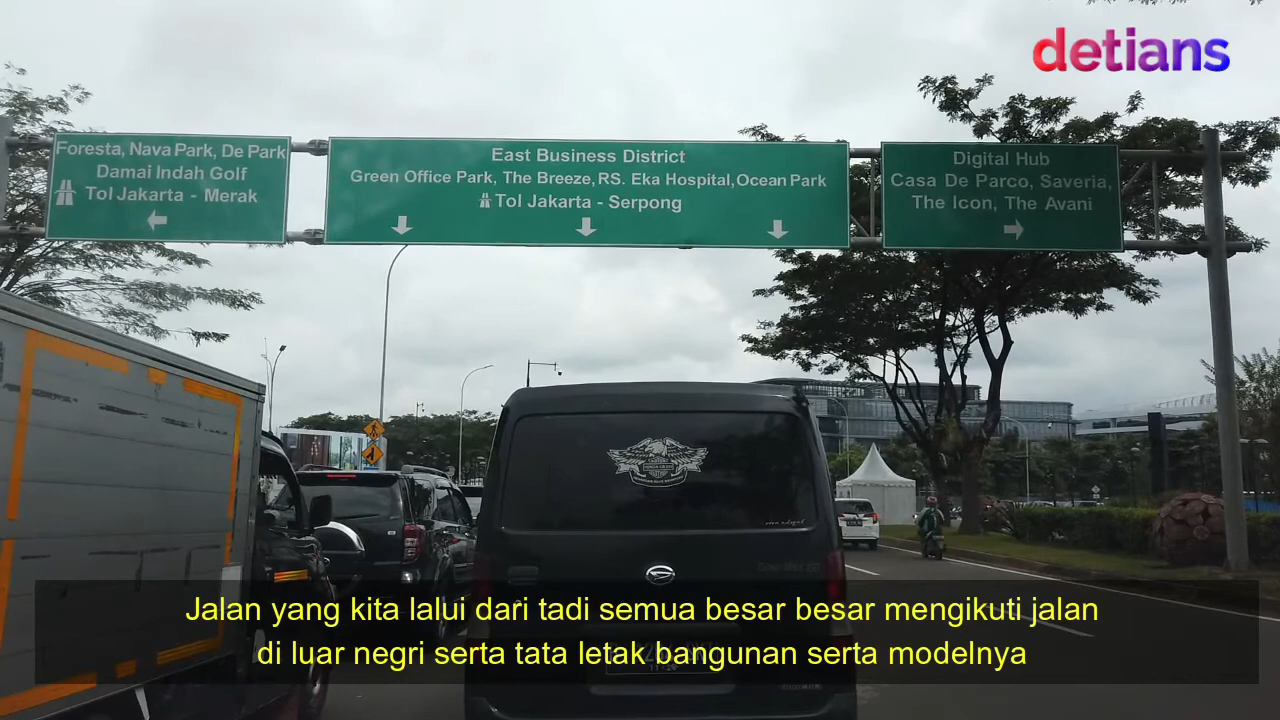 detians
Foresta, Nava Park, De Park
Damai Indah Golf
Tol Jakarta - Merak
East Business District
Green Office Park, The Breeze, RS. Eka Hospital, Ocean Park
Tol Jakarta - Serpong
Digital Hub
Casa De Parco, Saveria,
The Icon, The Avani
Jalan yang kita lalui dari tadi semua besar besar mengikuti jalan
di luar negri serta tata letak bangunan serta modelnya